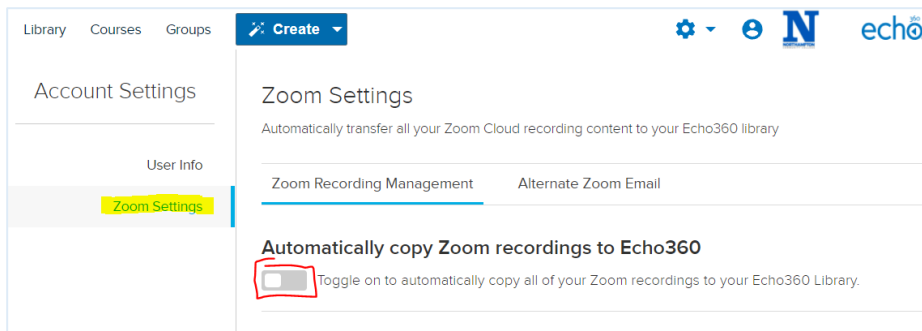 Library Courses Groups Create N NORTHAMPTON echo360
Account Settings
User Info
Zoom Settings
Zoom Settings
Automatically transfer all your Zoom Cloud recording content to your Echo360 library
Zoom Recording Management Alternate Zoom Email
Automatically copy Zoom recordings to Echo360
Toggle on to automatically copy all of your Zoom recordings to your Echo360 Library.